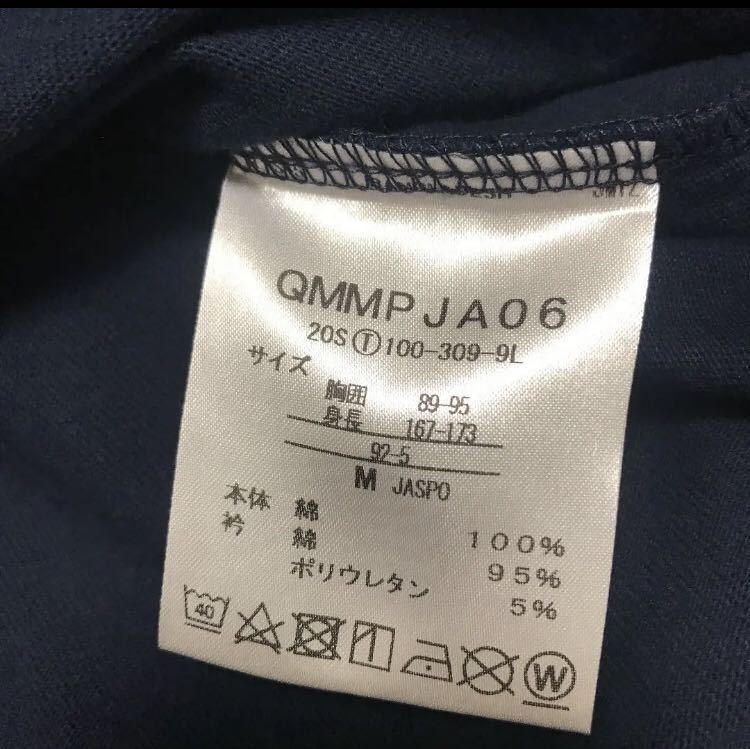 QMMPJA06
20S Ⓣ100-309-9L
サイズ
胸囲 89-95
身長 167-173
92-5
M JASPO
本体 綿 100%
衿 綿 95%
ポリウレタン 5%
40 W